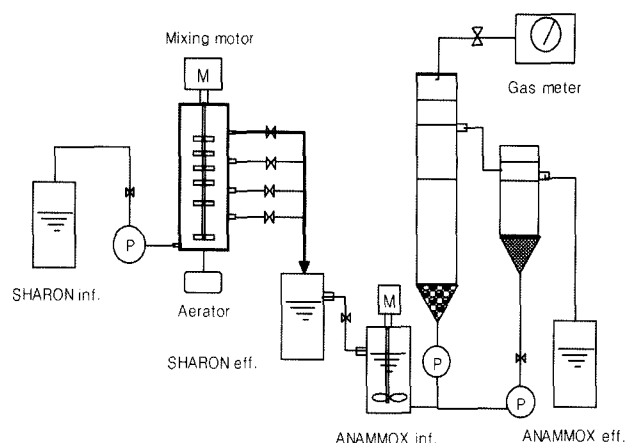 Mixing motor
M
Gas meter
P
SHARON inf.
Aerator
SHARON eff.
M
P
P
ANAMMOX inf.
ANAMMOX eff.